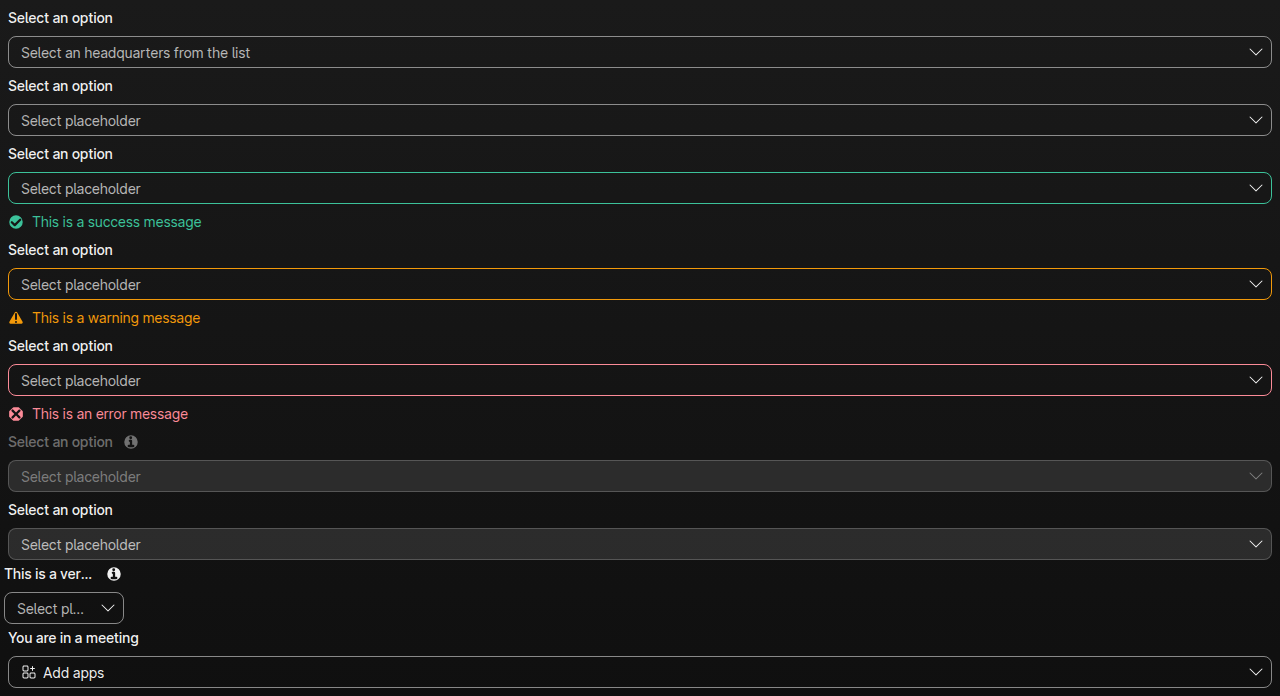 Select an option
Select an headquarters from the list
Select an option
Select placeholder
Select an option
Select placeholder
This is a success message
Select an option
Select placeholder
This is a warning message
Select an option
Select placeholder
This is an error message
Select an option
Select placeholder
Select an option
Select placeholder
This is a ver...
Select pl...
You are in a meeting
Add apps